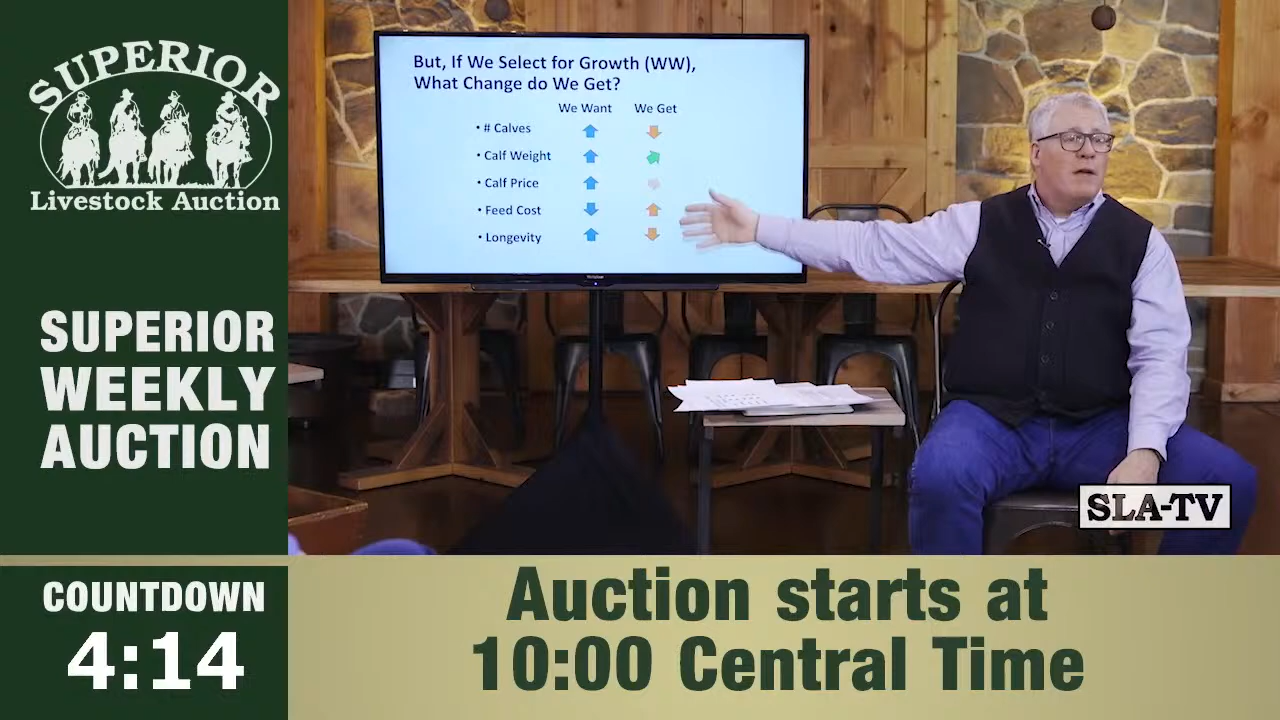 SUPERIOR
Livestock Auction
SUPERIOR
WEEKLY
AUCTION
COUNTDOWN
4:14
But, If We Select for Growth (WW),
What Change do We Get?
We Want We Get
• # Calves
• Calf Weight
• Calf Price
• Feed Cost
• Longevity
SLA-TV
Auction starts at
10:00 Central Time